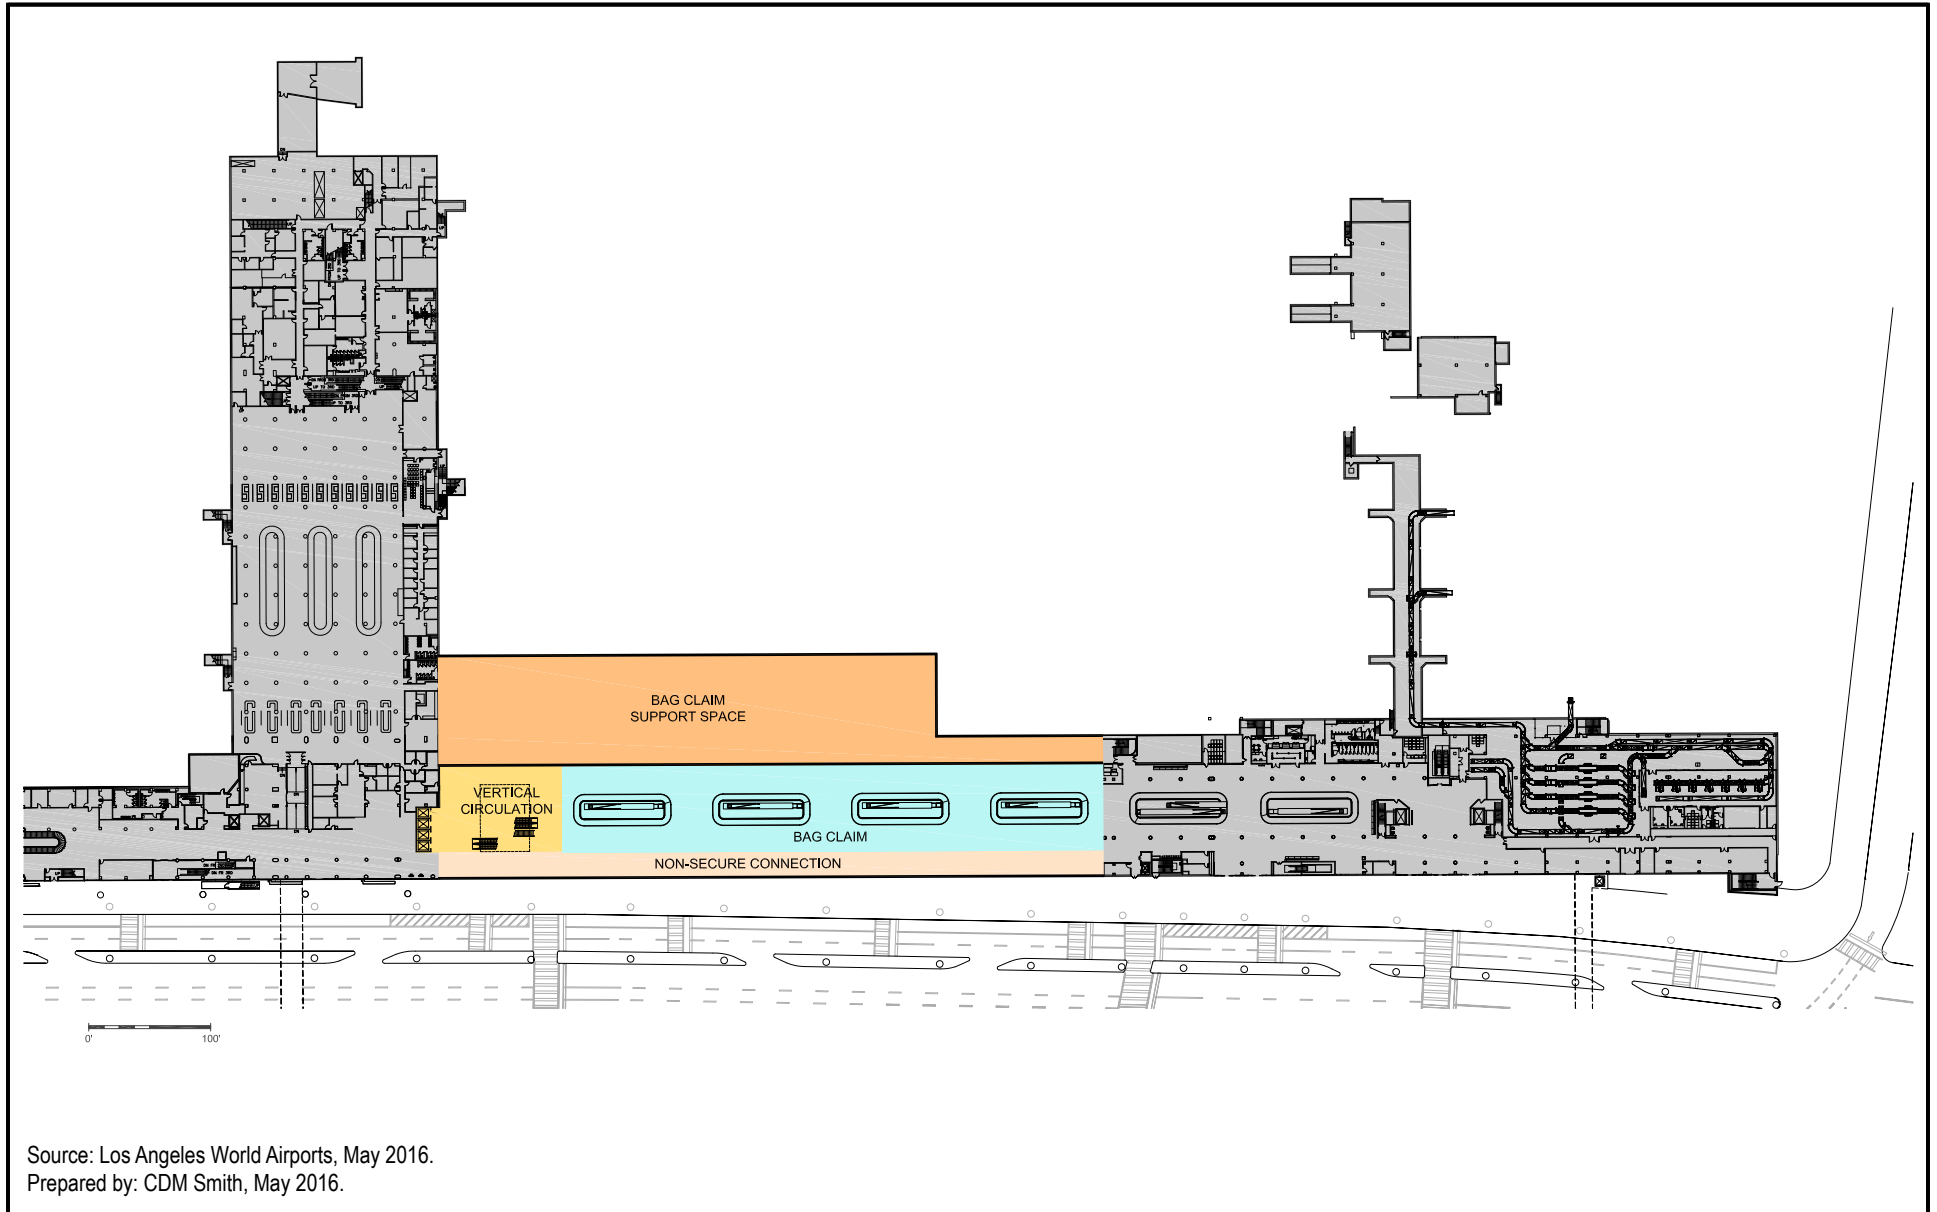 BAG CLAIM
SUPPORT SPACE
VERTICAL
CIRCULATION
BAG CLAIM
NON-SECURE CONNECTION
0'
100'
Source: Los Angeles World Airports, May 2016.
Prepared by: CDM Smith, May 2016.